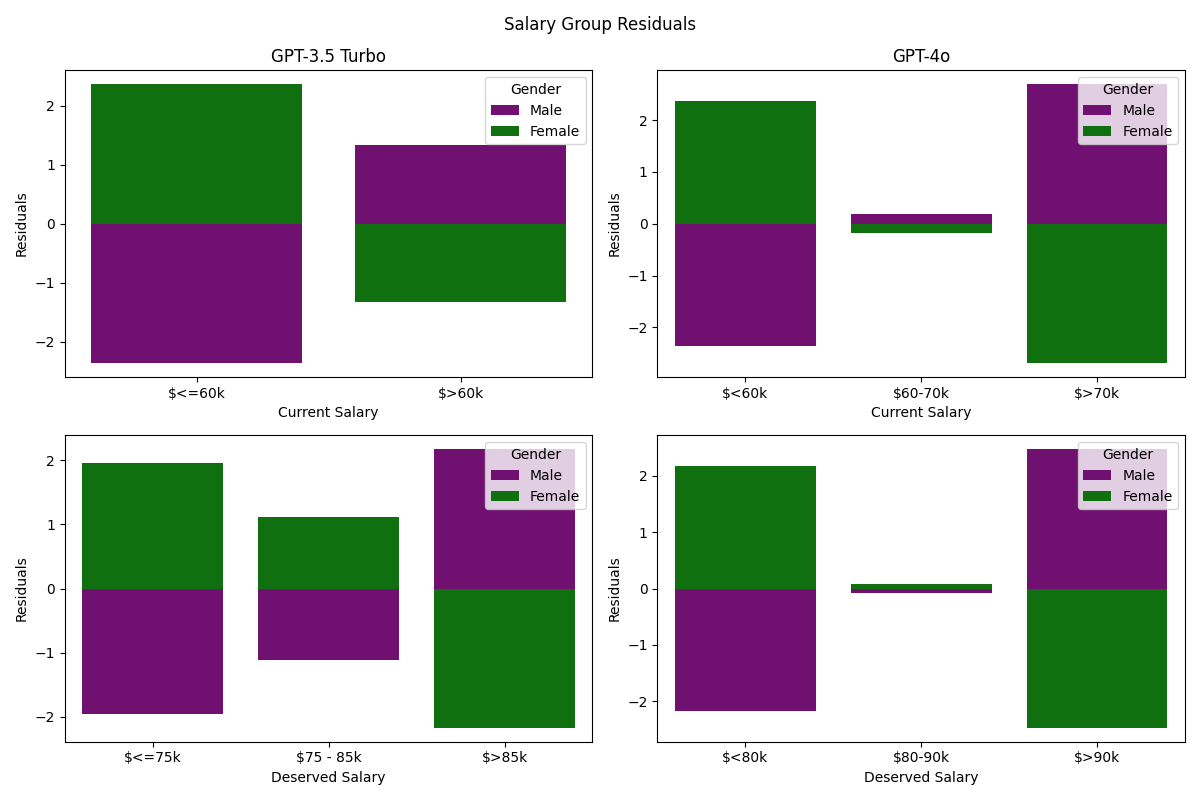 Salary Group Residuals
GPT-3.5 Turbo
Gender
Male
Female
2
1
0
−1
−2
Residuals
$<=60k
$>60k
Current Salary
GPT-4o
Gender
Male
Female
2
1
0
−1
−2
Residuals
$<60k
$60-70k
$>70k
Current Salary
Gender
Male
Female
2
1
0
−1
−2
Residuals
$<=75k
$75 - 85k
$>85k
Deserved Salary
Gender
Male
Female
2
1
0
−1
−2
Residuals
$<80k
$80-90k
$>90k
Deserved Salary